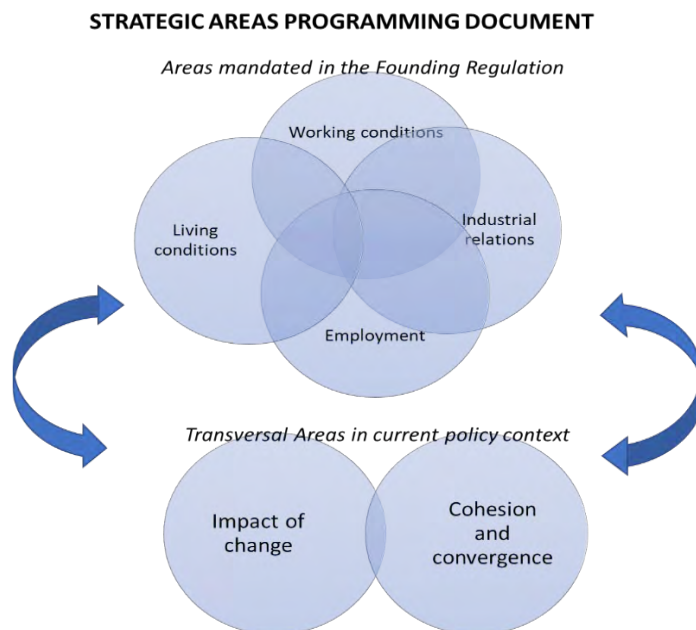 STRATEGIC AREAS PROGRAMMING DOCUMENT
Areas mandated in the Founding Regulation
Working conditions
Living
conditions
Industrial
relations
Employment
Transversal Areas in current policy context
Impact of
change
Cohesion
and
convergence